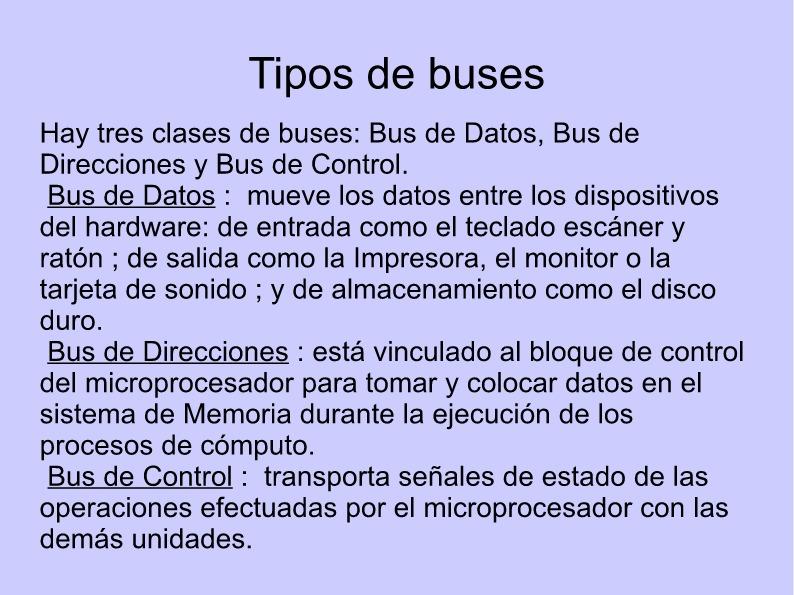 Tipos de buses
Hay tres clases de buses: Bus de Datos, Bus de
Direcciones y Bus de Control.
Bus de Datos :  mueve los datos entre los dispositivos
del hardware: de entrada como el teclado escáner y
ratón ; de salida como la Impresora, el monitor o la
tarjeta de sonido ; y de almacenamiento como el disco
duro.
Bus de Direcciones : está vinculado al bloque de control
del microprocesador para tomar y colocar datos en el
sistema de Memoria durante la ejecución de los
procesos de cómputo.
Bus de Control :  transporta señales de estado de las
operaciones efectuadas por el microprocesador con las
demás unidades.